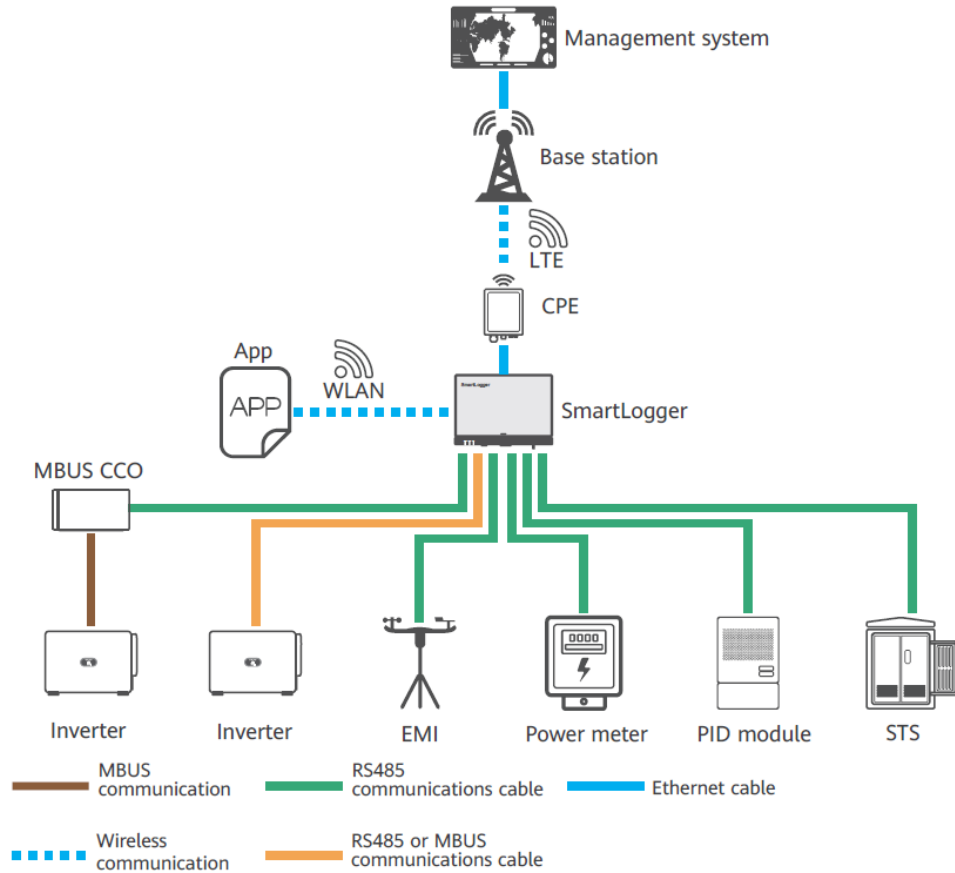 Management system
Base station
LTE
CPE
App
WLAN
APP
SmartLogger
SmartLogger
MBUS CCO
Inverter
Inverter
EMI
Power meter
PID module
STS
MBUS
communication
RS485
communications cable
Ethernet cable
Wireless
communication
RS485 or MBUS
communications cable